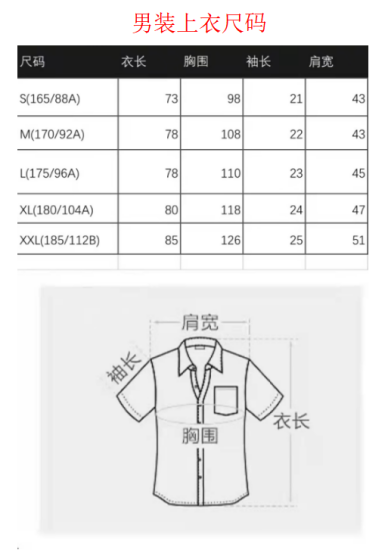 男装上衣尺码
尺码 衣长 胸围 袖长 肩宽
S(165/88A) 73 98 21 43
M(170/92A) 78 108 22 43
L(175/96A) 78 110 23 45
XL(180/104A) 80 118 24 47
XXL(185/112B) 85 126 25 51
肩宽
袖长
衣长
胸围